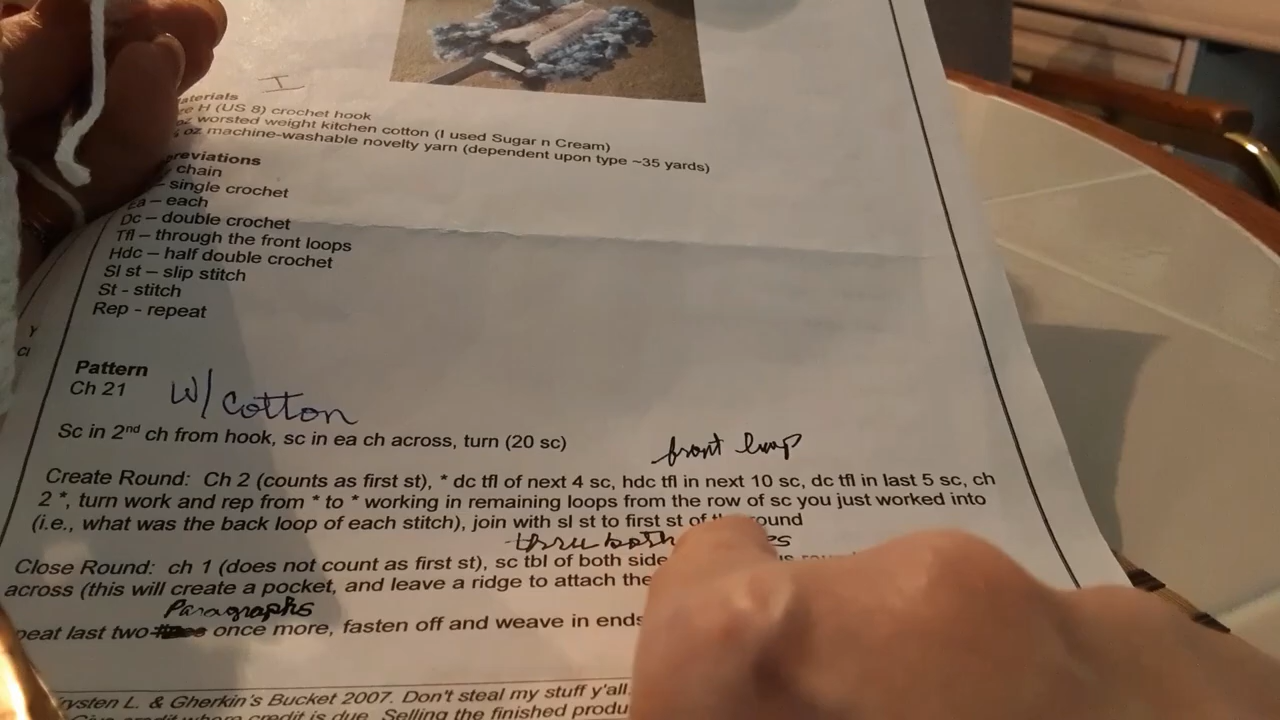 I
aterials
e H (US 8) crochet hook
oz worsted weight kitchen cotton (I used Sugar n Cream)
oz machine-washable novelty yarn (dependent upon type ~35 yards)
reviations
chain
– single crochet
Ea – each
Dc – double crochet
Tfl – through the front loops
Hdc – half double crochet
Sl st – slip stitch
St - stitch
Rep - repeat
Pattern
Ch 21
W/ cotton
Sc in 2nd ch from hook, sc in ea ch across, turn (20 sc)
front loop
Create Round: Ch 2 (counts as first st), * dc tfl of next 4 sc, hdc tfl in next 10 sc, dc tfl in last 5 sc, ch
2 *, turn work and rep from * to * working in remaining loops from the row of sc you just worked into
(i.e., what was the back loop of each stitch), join with sl st to first st of the round
thru both
Close Round: ch 1 (does not count as first st), sc tbl of both side
across (this will create a pocket, and leave a ridge to attach the
Paragraphs
peat last two once more, fasten off and weave in ends
rysten L. & Gherkin's Bucket 2007. Don't steal my stuff y'all.
Give credit where credit is due. Selling the finished produ